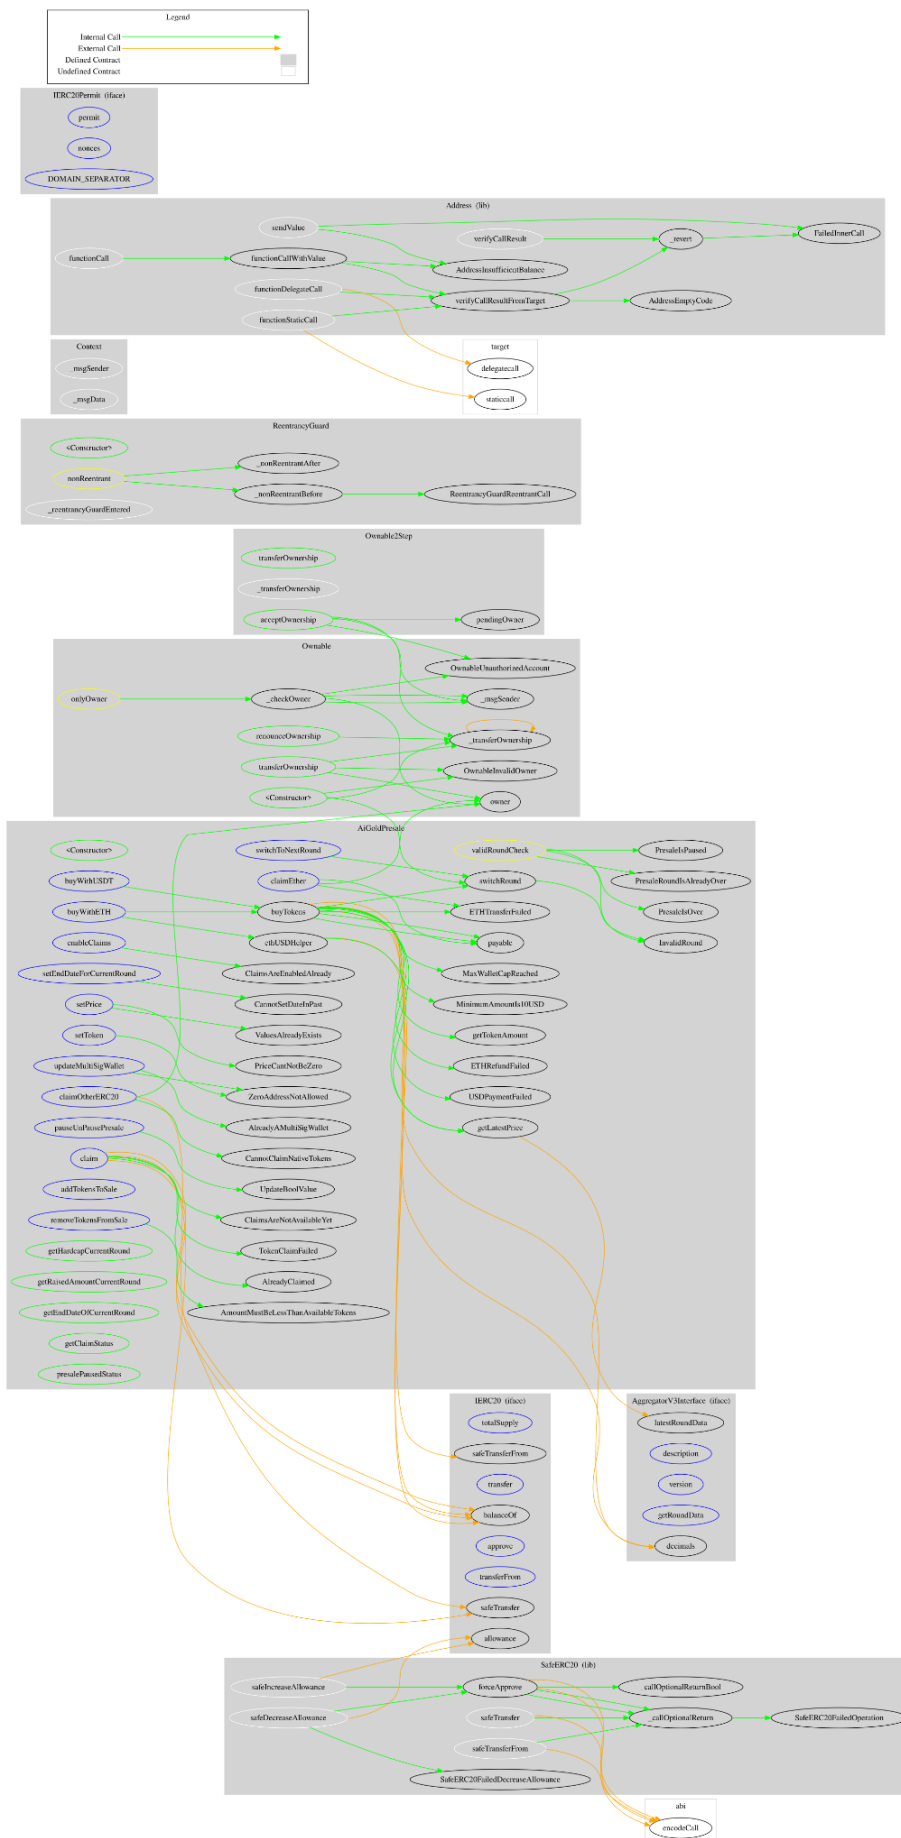 Legend
Internal Call
External Call
Defined Contract
Undefined Contract
IERC20Permit (iface)
permit
nonces
DOMAIN_SEPARATOR
Address (lib)
sendValue
verifyCallResult
_revert
FailedInnerCall
functionCall
functionCallWithValue
AddressInsufficientBalance
functionDelegateCall
verifyCallResultFromTarget
AddressEmptyCode
functionStaticCall
Context
_msgSender
_msgData
target
delegatecall
staticcall
ReentrancyGuard
<Constructor>
nonReentrant
_reentrancyGuardEntered
_nonReentrantAfter
_nonReentrantBefore
ReentrancyGuardReentrantCall
Ownable2Step
transferOwnership
_transferOwnership
acceptOwnership
pendingOwner
Ownable
onlyOwner
_checkOwner
renounceOwnership
transferOwnership
<Constructor>
OwnableUnauthorizedAccount
_msgSender
_transferOwnership
OwnableInvalidOwner
owner
AiGoldPresale
<Constructor>
buyWithUSDT
buyWithETH
enableClaims
setEndDateForCurrentRound
setPrice
setToken
updateMultiSigWallet
claimOtherERC20
pauseUnPausePresale
claim
addTokensToSale
removeTokensFromSale
getHardcapCurrentRound
getRaisedAmountCurrentRound
getEndDateOfCurrentRound
getClaimStatus
presalePausedStatus
switchToNextRound
claimEther
buyTokens
ethUSDHelper
ClaimsAreEnabledAlready
CannotSetDateInPast
ValuesAlreadyExists
PriceCantNotBeZero
ZeroAddressNotAllowed
AlreadyAMultiSigWallet
CannotClaimNativeTokens
UpdateBoolValue
ClaimsAreNotAvailableYet
TokenClaimFailed
AlreadyClaimed
AmountMustBeLessThanAvailableTokens
validRoundCheck
switchRound
ETHTransferFailed
payable
MaxWalletCapReached
MinimumAmountIs10USD
getTokenAmount
ETHRefundFailed
USDPaymentFailed
getLatestPrice
PresaleIsPaused
PresaleRoundIsAlreadyOver
PresaleIsOver
InvalidRound
IERC20 (iface)
totalSupply
safeTransferFrom
transfer
balanceOf
approve
transferFrom
safeTransfer
allowance
AggregatorV3Interface (iface)
latestRoundData
description
version
getRoundData
decimals
SafeERC20 (lib)
safeIncreaseAllowance
safeDecreaseAllowance
forceApprove
safeTransfer
safeTransferFrom
SafeERC20FailedDecreaseAllowance
callOptionalReturnBool
_callOptionalReturn
SafeERC20FailedOperation
abi
encodeCall